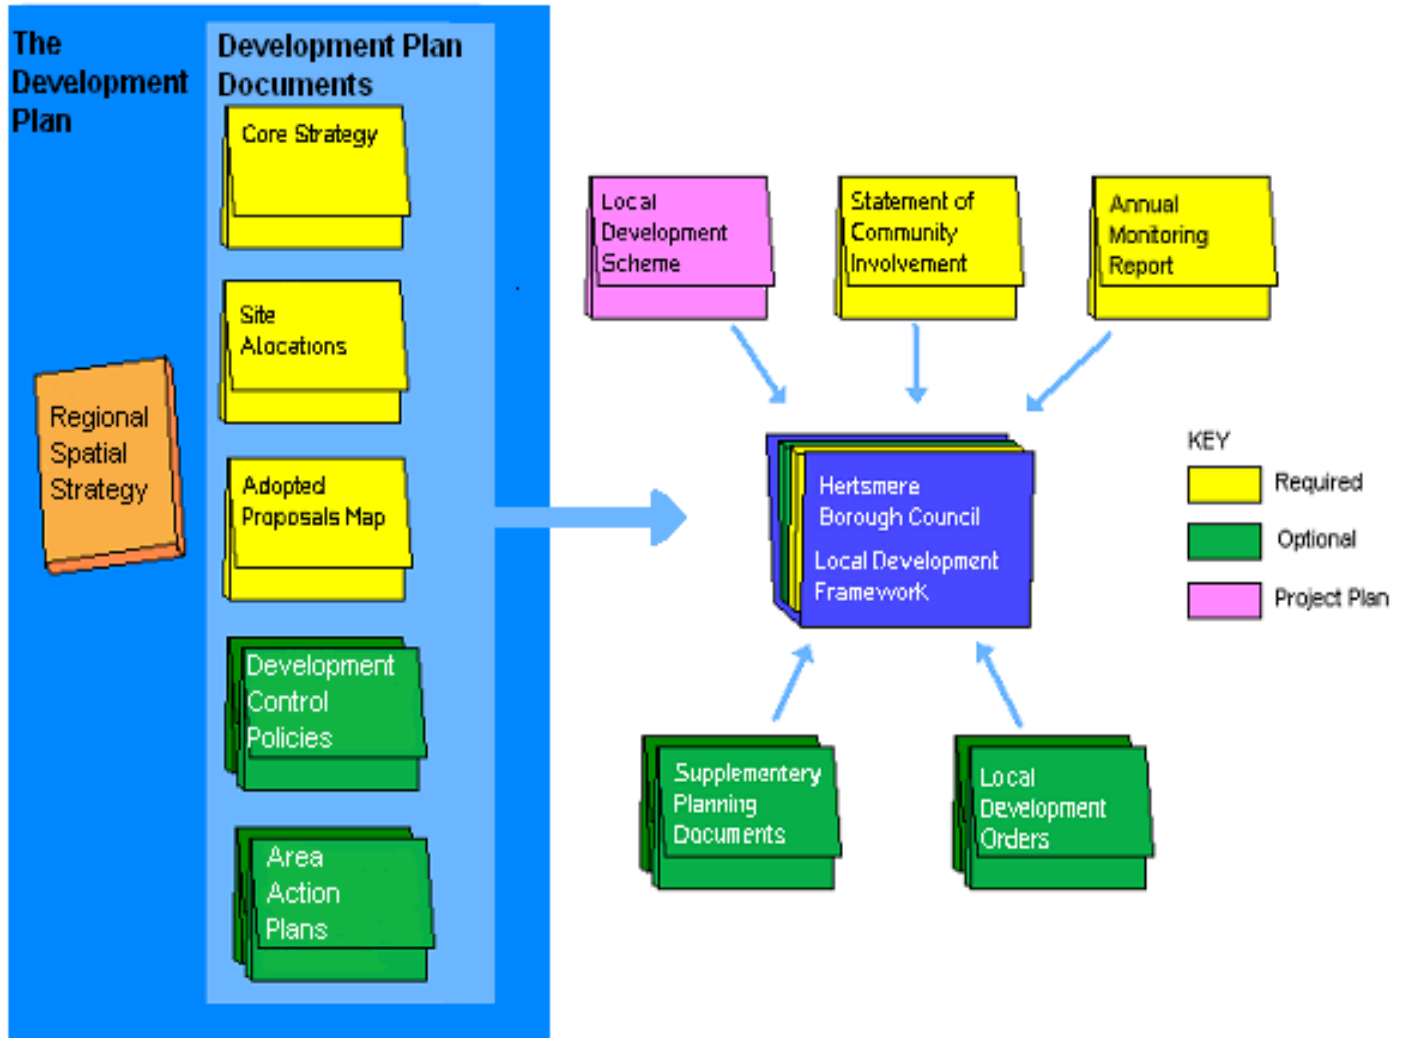 The
Development
Plan
Development Plan
Documents
Core Strategy
Site
Alocations
Adopted
Proposals Map
Development
Control
Policies
Area
Action
Plans
Regional
Spatial
Strategy
Local
Development
Scheme
Statement of
Community
Involvement
Annual
Monitoring
Report
Hertsmere
Borough Council
Local Development
Framework
Supplementery
Planning
Documents
Local
Development
Orders
KEY
Required
Optional
Project Plan